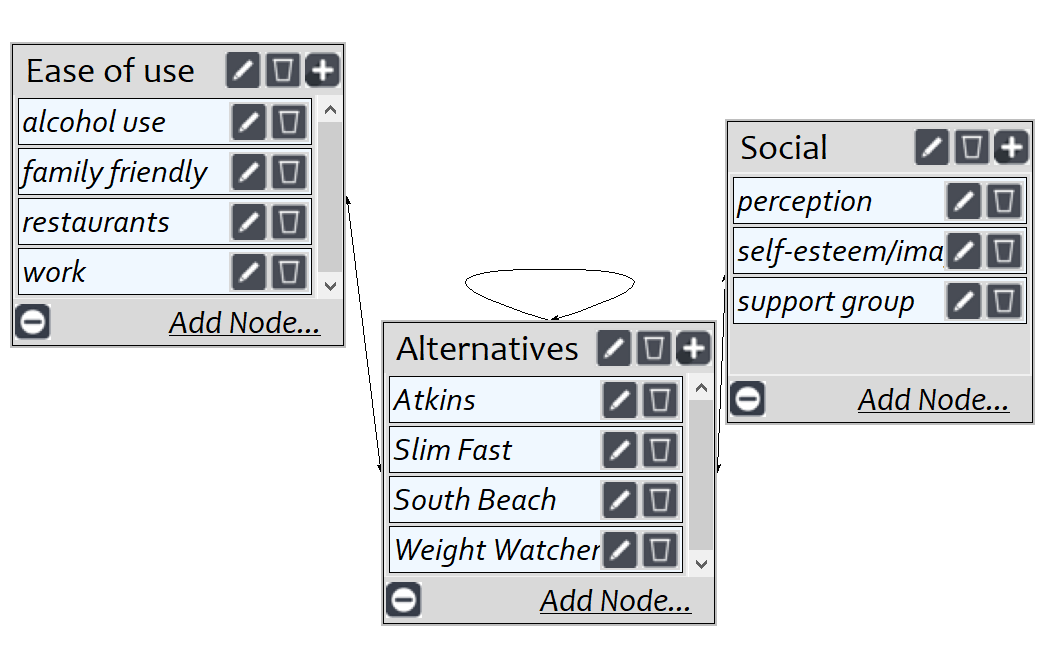 Ease of use
alcohol use
family friendly
restaurants
work
Add Node...
Social
perception
self-esteem/ima
support group
Add Node...
Alternatives
Atkins
Slim Fast
South Beach
Weight Watcher
Add Node...